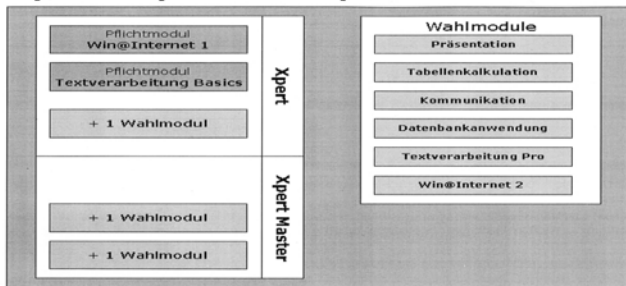 Pflichtmodul
Win@Internet 1
Pflichtmodul
Textverarbeitung Basics
+ 1 Wahlmodul
Xpert
+ 1 Wahlmodul
+ 1 Wahlmodul
Xpert Master
Wahlmodule
Präsentation
Tabellenkalkulation
Kommunikation
Datenbankanwendung
Textverarbeitung Pro
Win@Internet 2